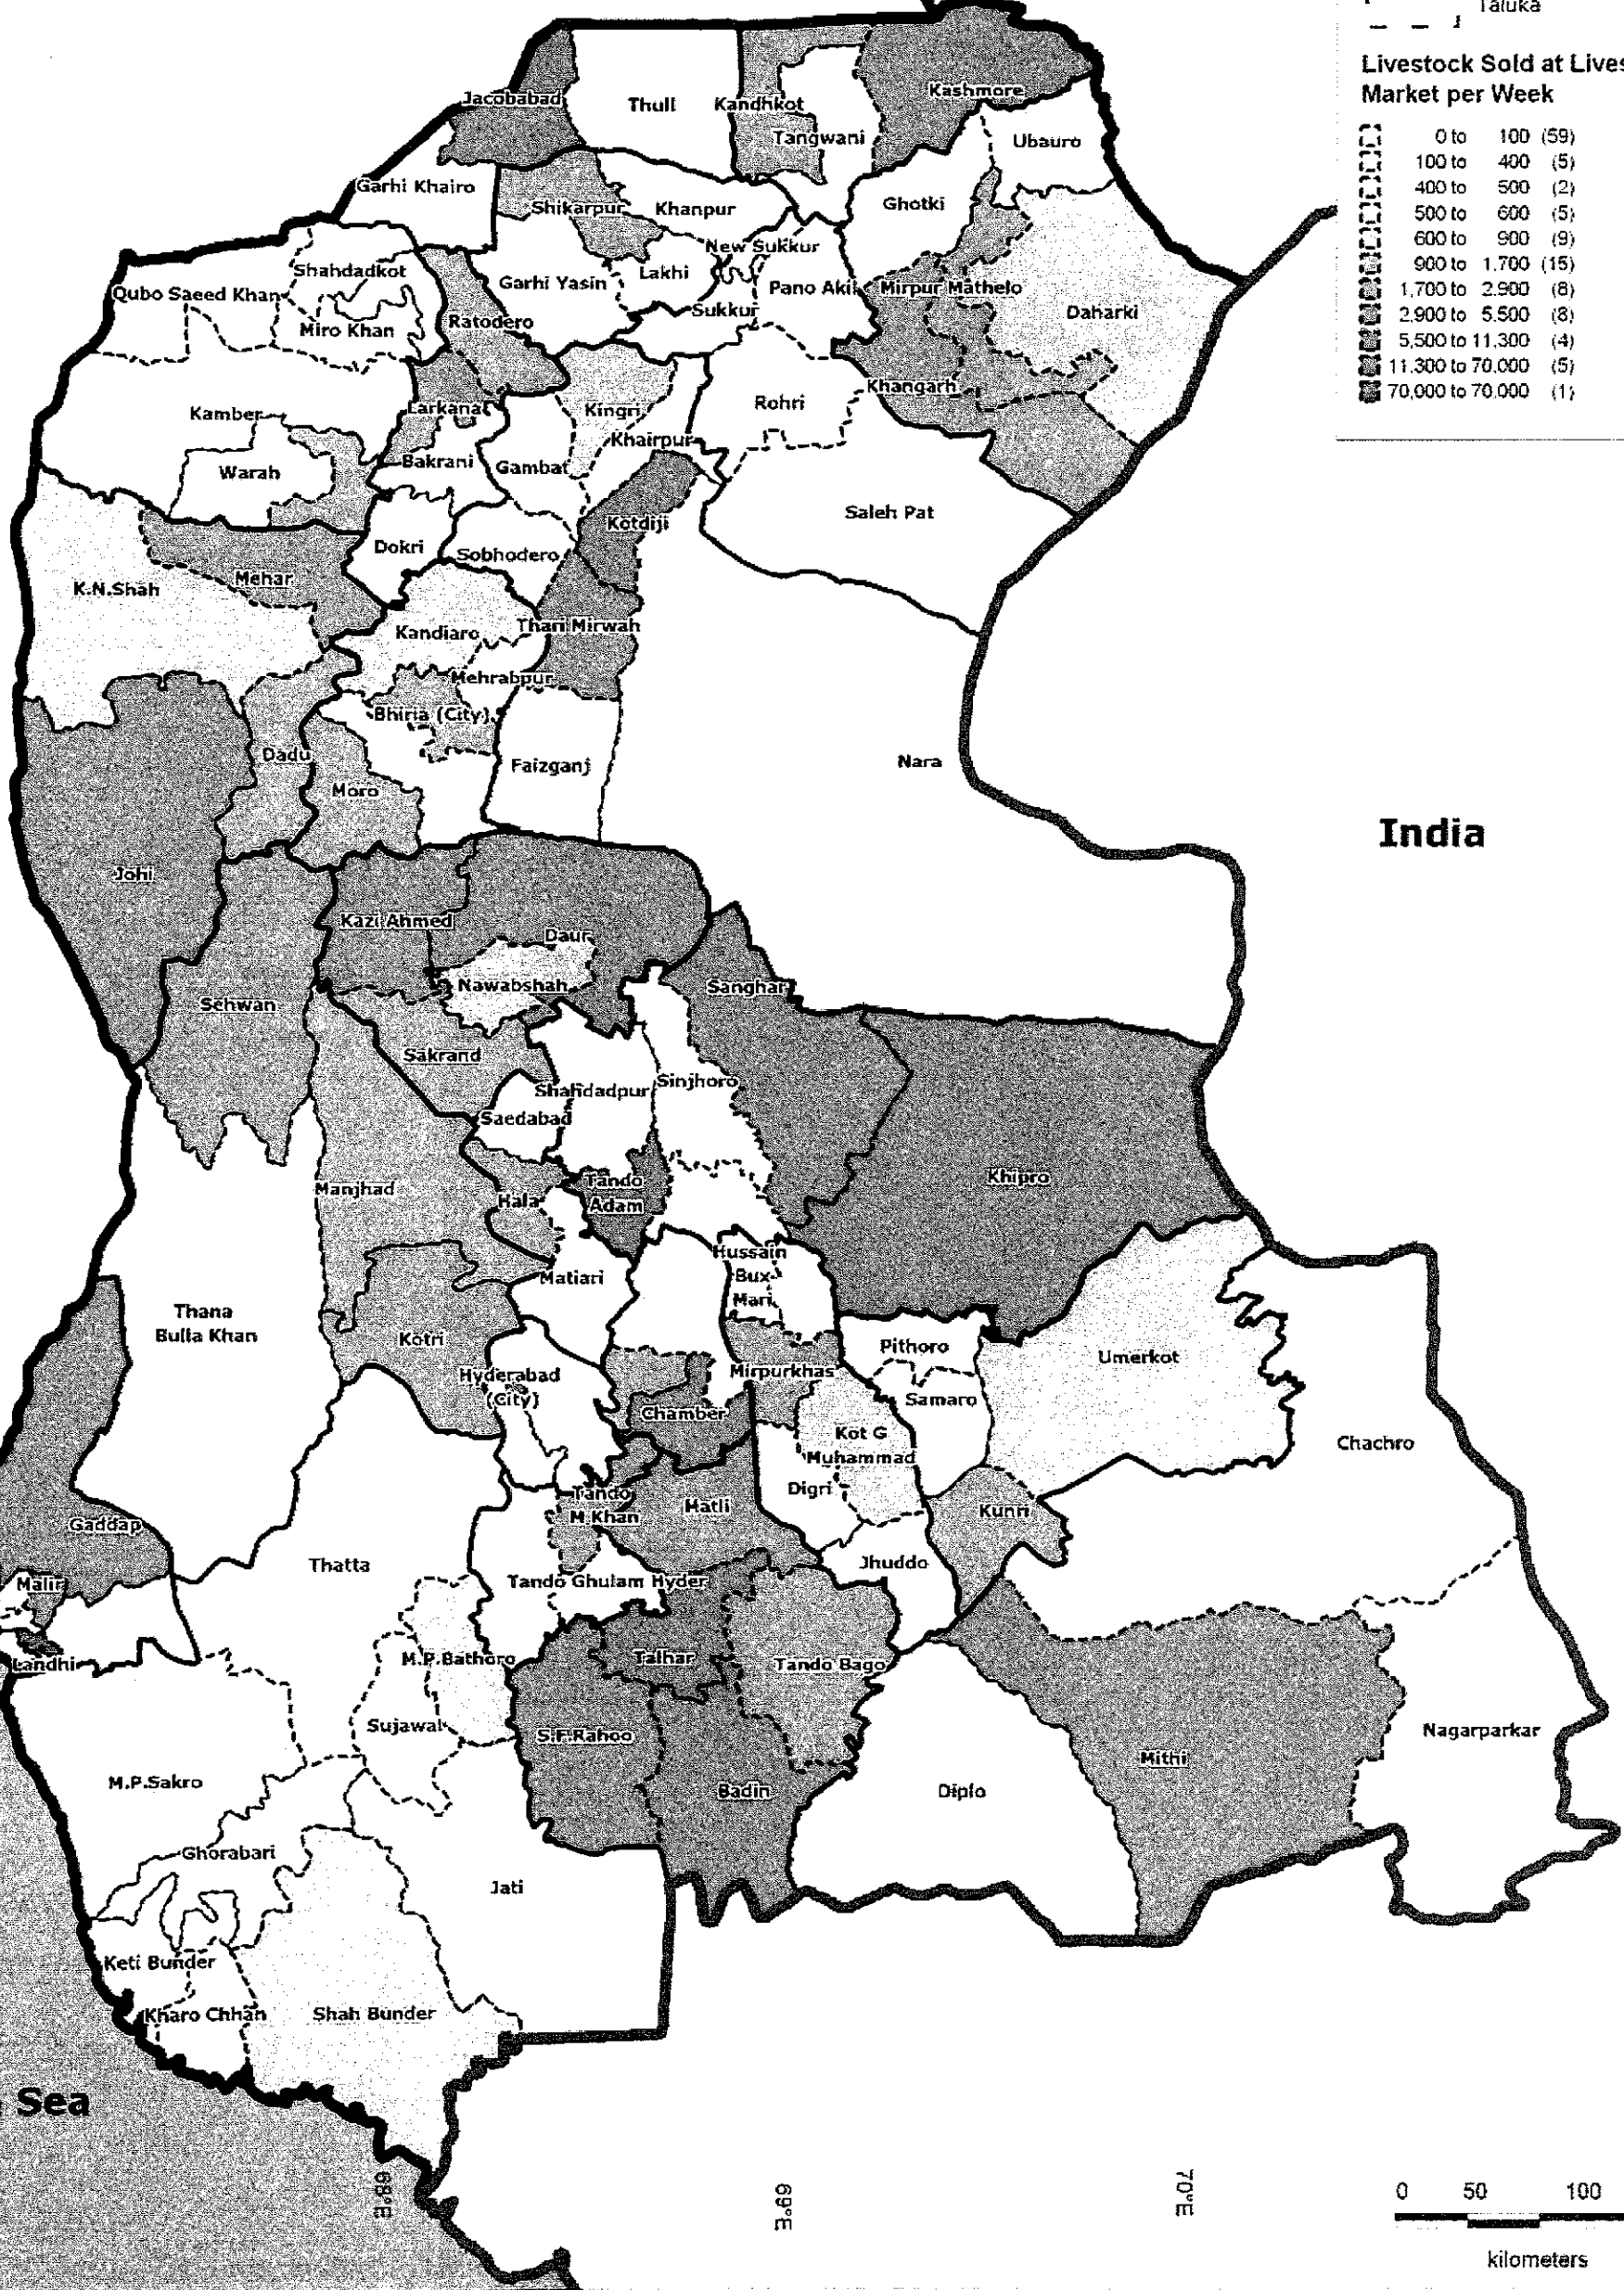 Taluka
Livestock Sold at Lives
Market per Week
0 to 100 (59)
100 to 400 (5)
400 to 500 (2)
500 to 600 (5)
600 to 900 (9)
900 to 1,700 (15)
1,700 to 2,900 (8)
2,900 to 5,500 (8)
5,500 to 11,300 (4)
11,300 to 70,000 (5)
70,000 to 70,000 (1)
Jacobabad
Thull
Kandhkot
Tangwani
Kashmore
Ubauro
Garhi Khairo
Shikarpur
Khanpur
Ghotki
New Sukkur
Shahdadkot
Garhi Yasin
Lakhi
Pano Akil
Mirpur Mathelo
Qubo Saeed Khan
Miro Khan
Ratodero
Sukkur
Daharki
Kamber
Larkana
Kingri
Rohri
Khangarh
Khairpur
Warah
Bakrani
Gambat
Saleh Pat
Kotdiji
Dokri
Sobhodero
K.N.Shah
Mehar
Kandiaro
Thari Mirwah
Mehrabpur
Bhiria (City)
Dadu
Moro
Faizganj
Nara
India
Johi
Kazi Ahmed
Daur
Nawabshah
Sanghar
Sehwan
Sakrand
Shahdadpur
Sinjhoro
Saedabad
Manjhad
Hala
Tando
Adam
Khipro
Matiari
Hussain
Bux
Mari
Thana
Bulla Khan
Kotri
Pithoro
Umerkot
Hyderabad
(City)
Mirpurkhas
Samaro
Chamber
Kot G
Muhammad
Chachro
Digri
Tando
M.Khan
Matli
Kunri
Gaddap
Thatta
Jhuddo
Malir
Tando Ghulam Hyder
Landhi
M.P.Bathoro
Talhar
Tando Bago
Sujawal
S.F.Rahoo
Nagarparkar
M.P.Sakro
Badin
Diplo
Mithi
Ghorabari
Jati
Keti Bunder
Kharo Chhan
Shah Bunder
Sea
68°E
69°E
70°E
0 50 100
kilometers